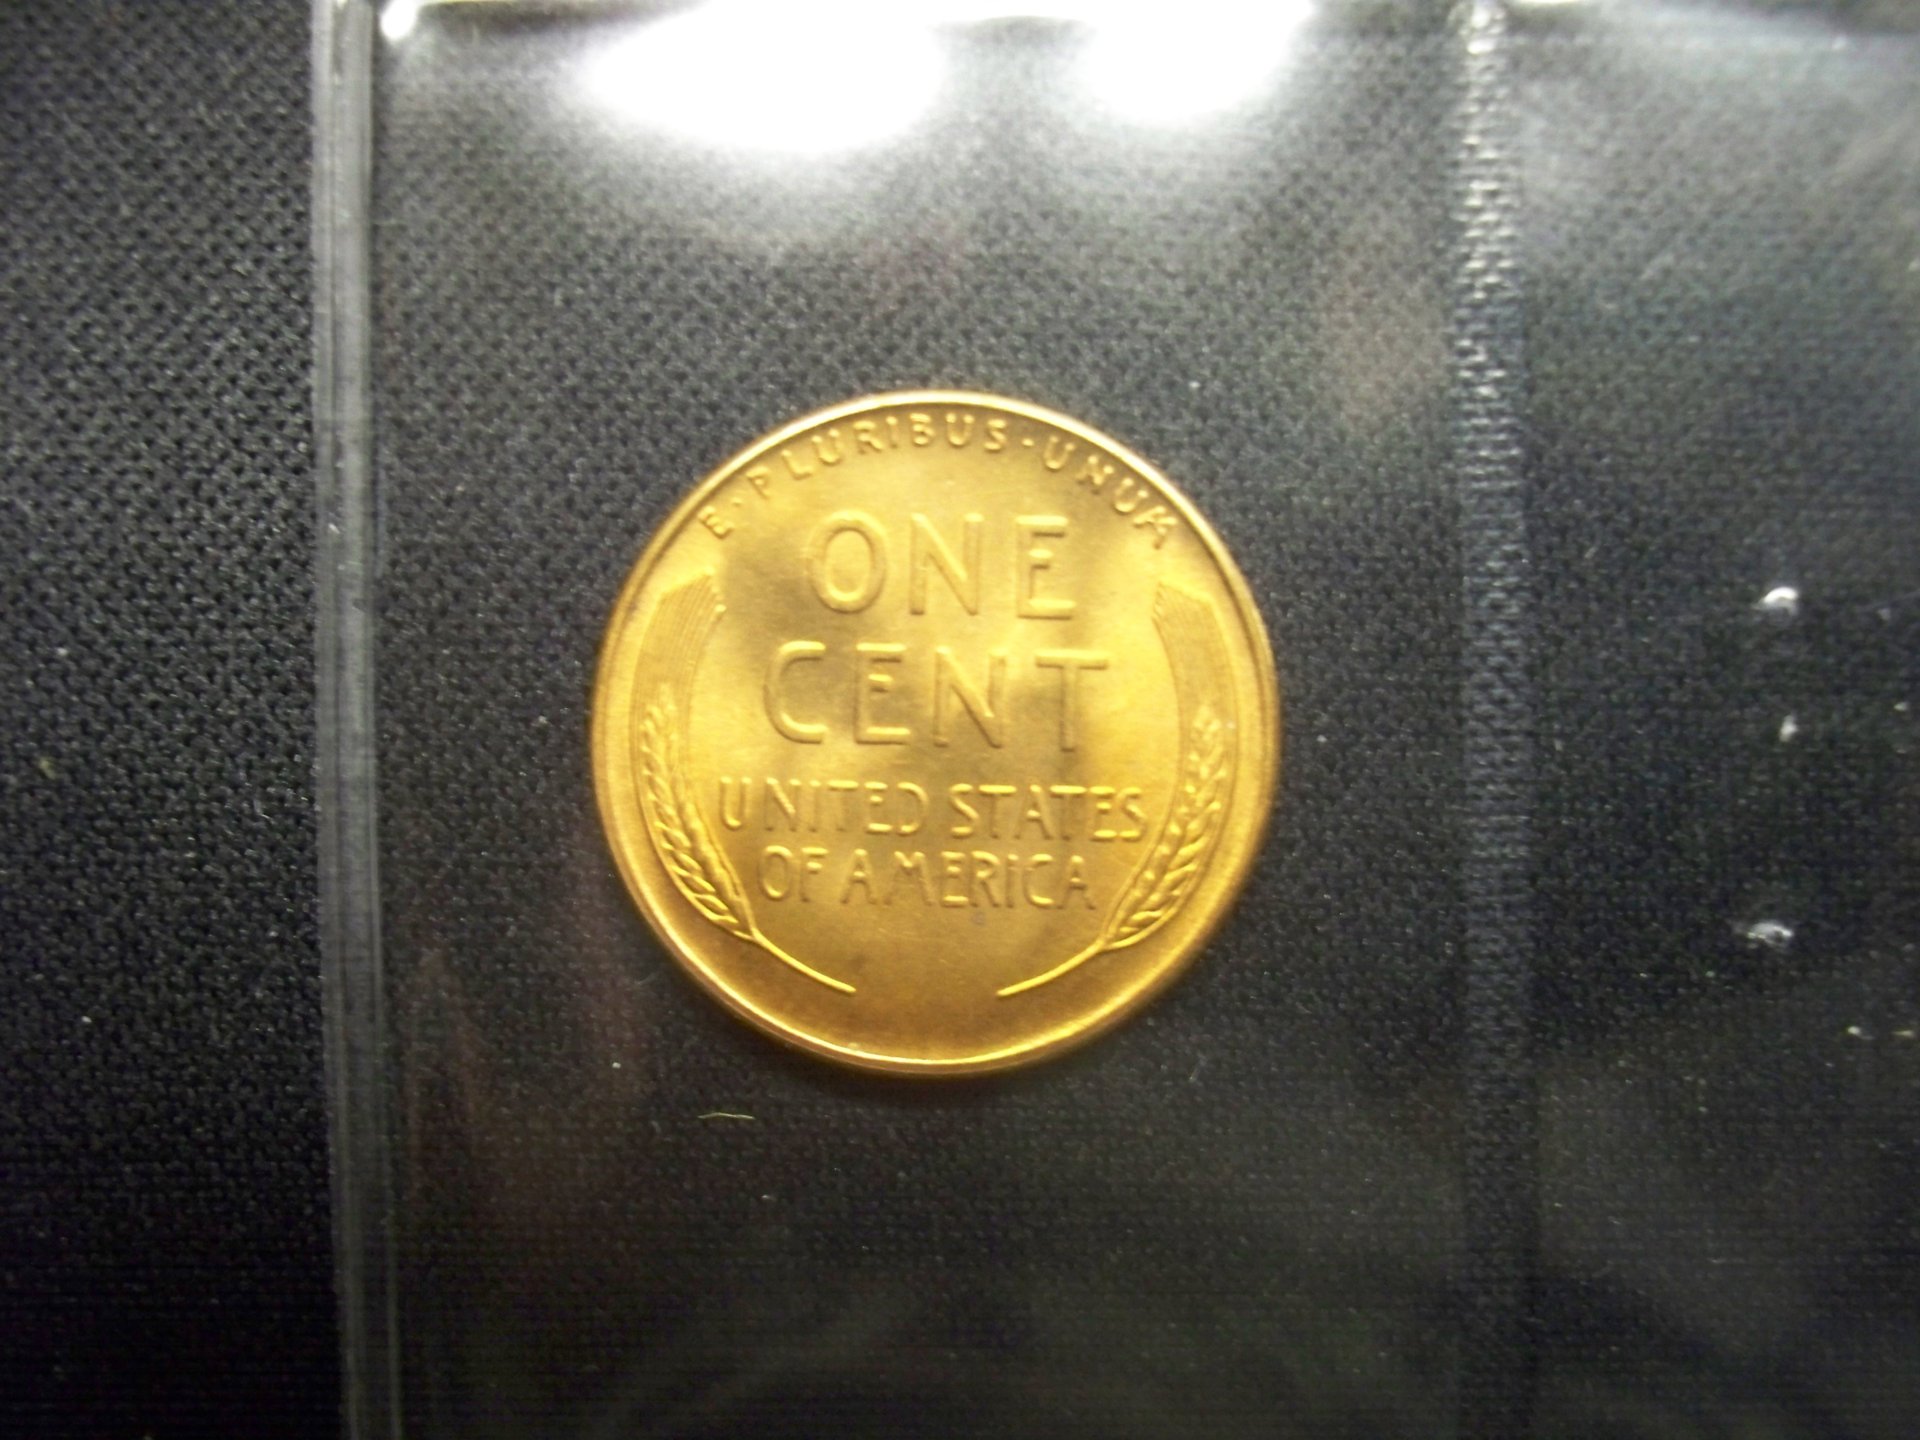 E·PLURIBUS·UNUM
ONE
CENT
UNITED STATES
OF AMERICA